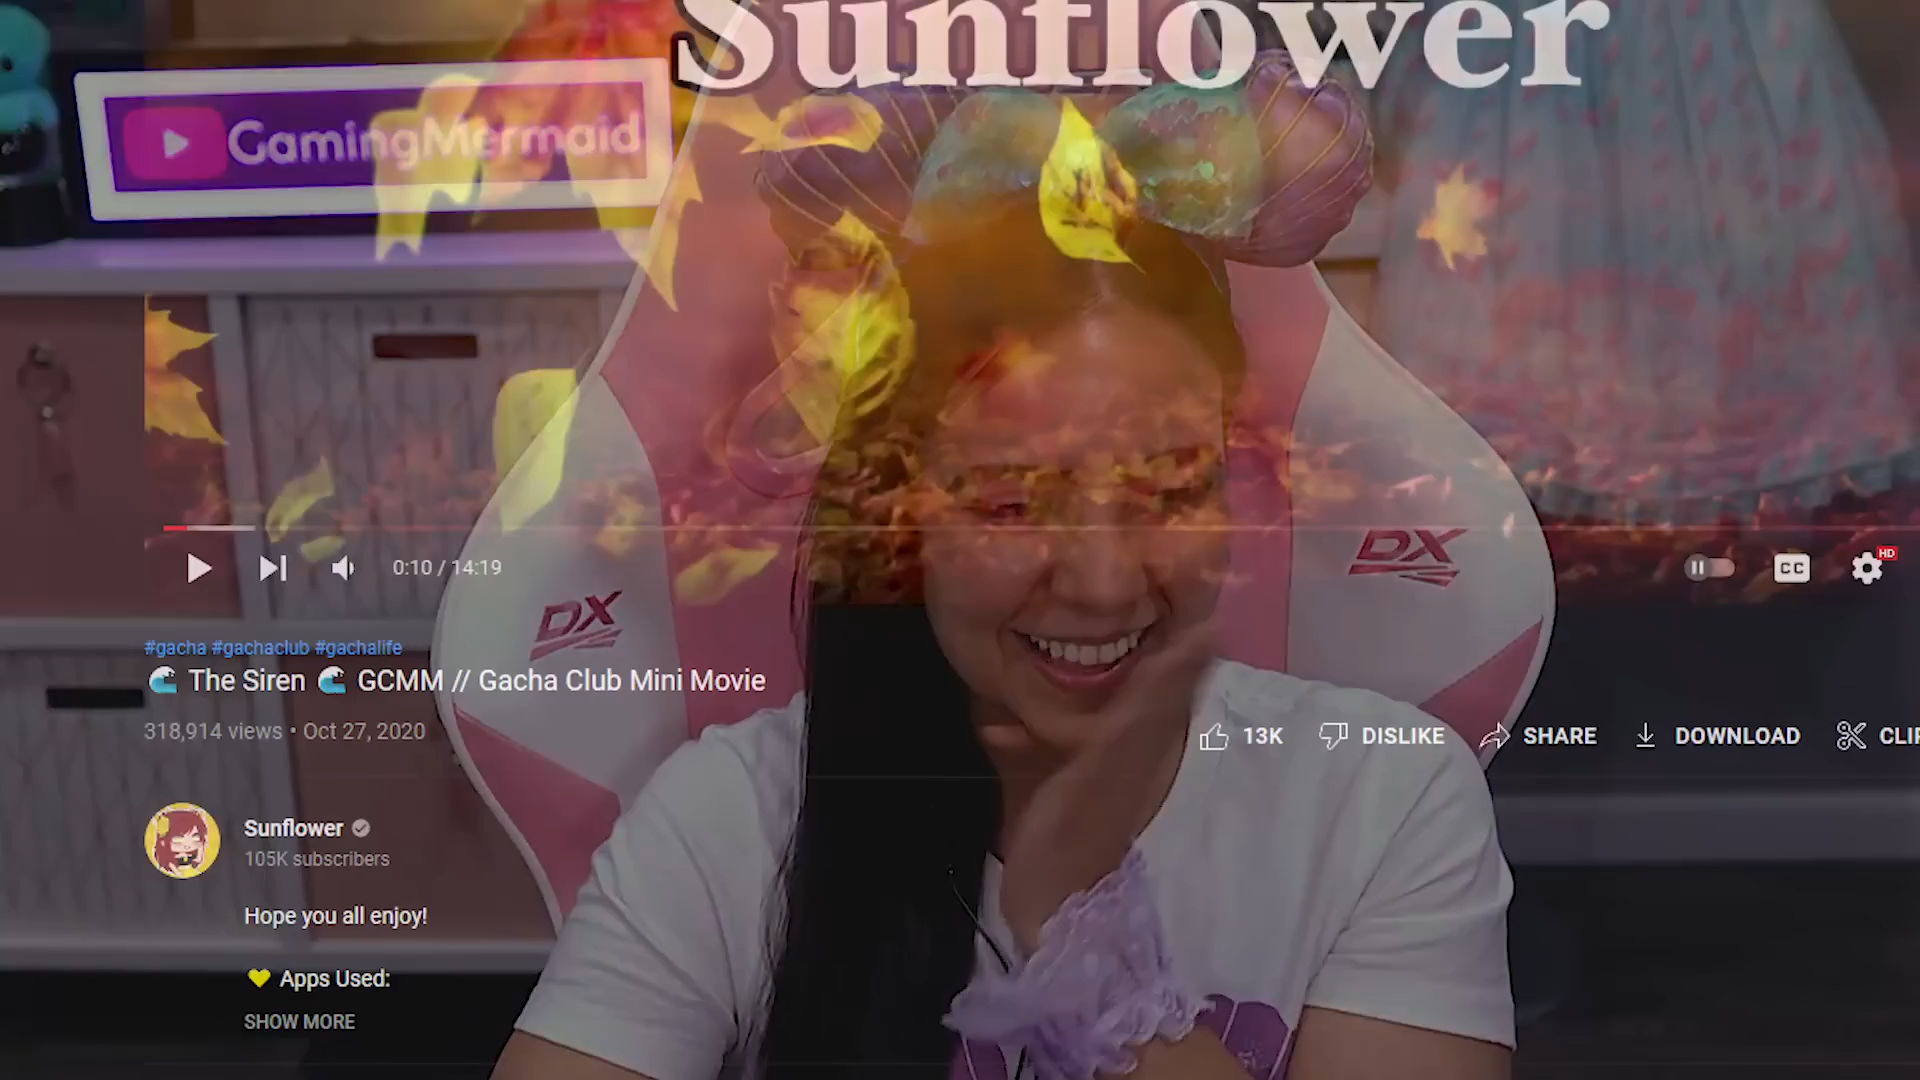 Sunflower
GamingMermaid
DX
DX
0:10 / 14:19
CC
HD
#gacha #gachaclub #gachalife
🌊 The Siren 🌊 GCMM // Gacha Club Mini Movie
318,914 views • Oct 27, 2020
13K
DISLIKE
SHARE
DOWNLOAD
Sunflower
105K subscribers
Hope you all enjoy!
💛 Apps Used:
SHOW MORE